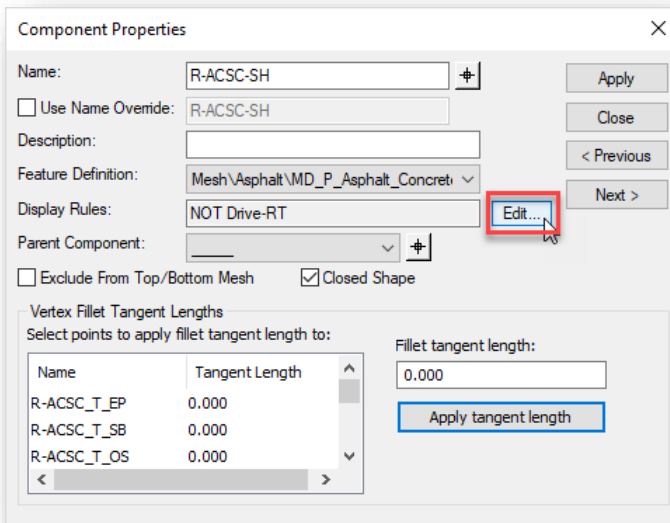 Component Properties
Name: R-ACSC-SH Apply
Use Name Override: R-ACSC-SH Close
Description: < Previous
Feature Definition: Mesh\Asphalt\MD_P_Asphalt_Concrete
Display Rules: NOT Drive-RT Edit... Next >
Parent Component:
Exclude From Top/Bottom Mesh Closed Shape
Vertex Fillet Tangent Lengths
Select points to apply fillet tangent length to:
Fillet tangent length:
Name Tangent Length 0.000
R-ACSC_T_EP 0.000
Apply tangent length
R-ACSC_T_SB 0.000
R-ACSC_T_OS 0.000